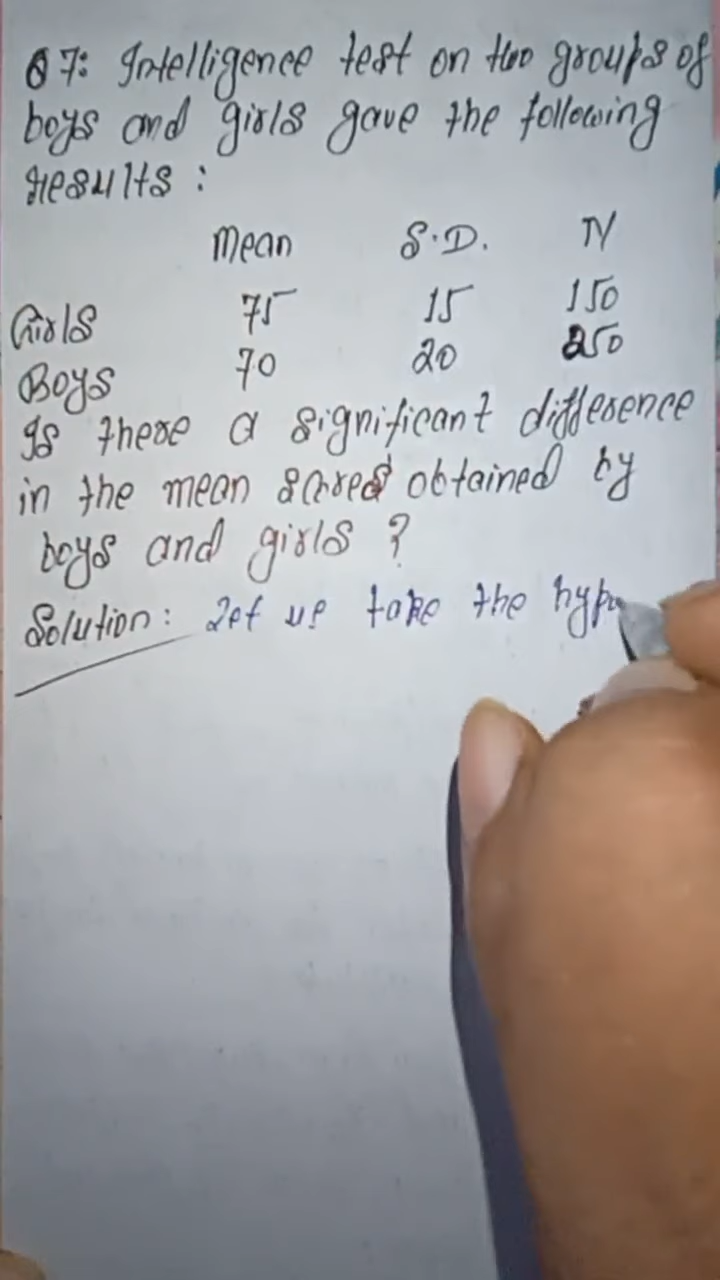 Q7: Intelligence test on two groups of
boys and girls gave the following
results :
Mean S.D. N
Girls 75 15 150
Boys 70 20 250
Is there a significant difference
in the mean scores obtained by
boys and girls ?
Solution: Let us take the